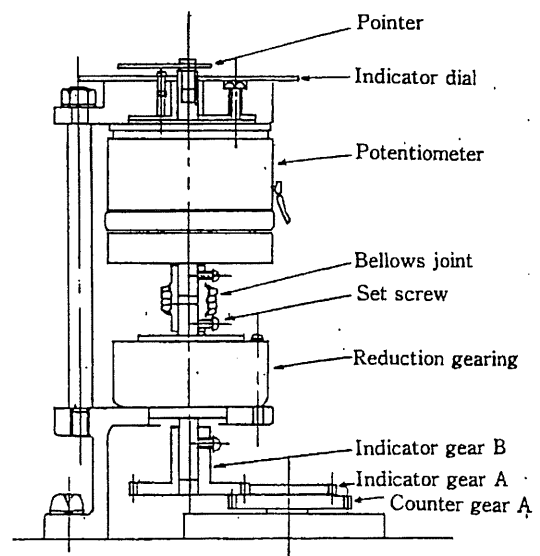 Pointer
Indicator dial
Potentiometer
Bellows joint
Set screw
Reduction gearing
Indicator gear B
Indicator gear A
Counter gear A